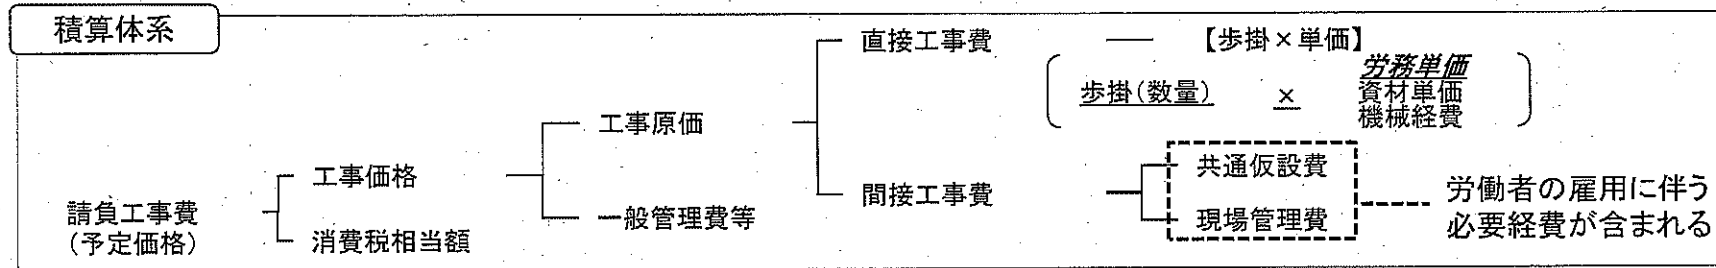 積算体系
直接工事費
【歩掛×単価】
歩掛(数量) × 労務単価
資材単価
機械経費
工事原価
工事価格
共通仮設費
間接工事費
労働者の雇用に伴う
必要経費が含まれる
請負工事費
(予定価格)
一般管理費等
現場管理費
消費税相当額